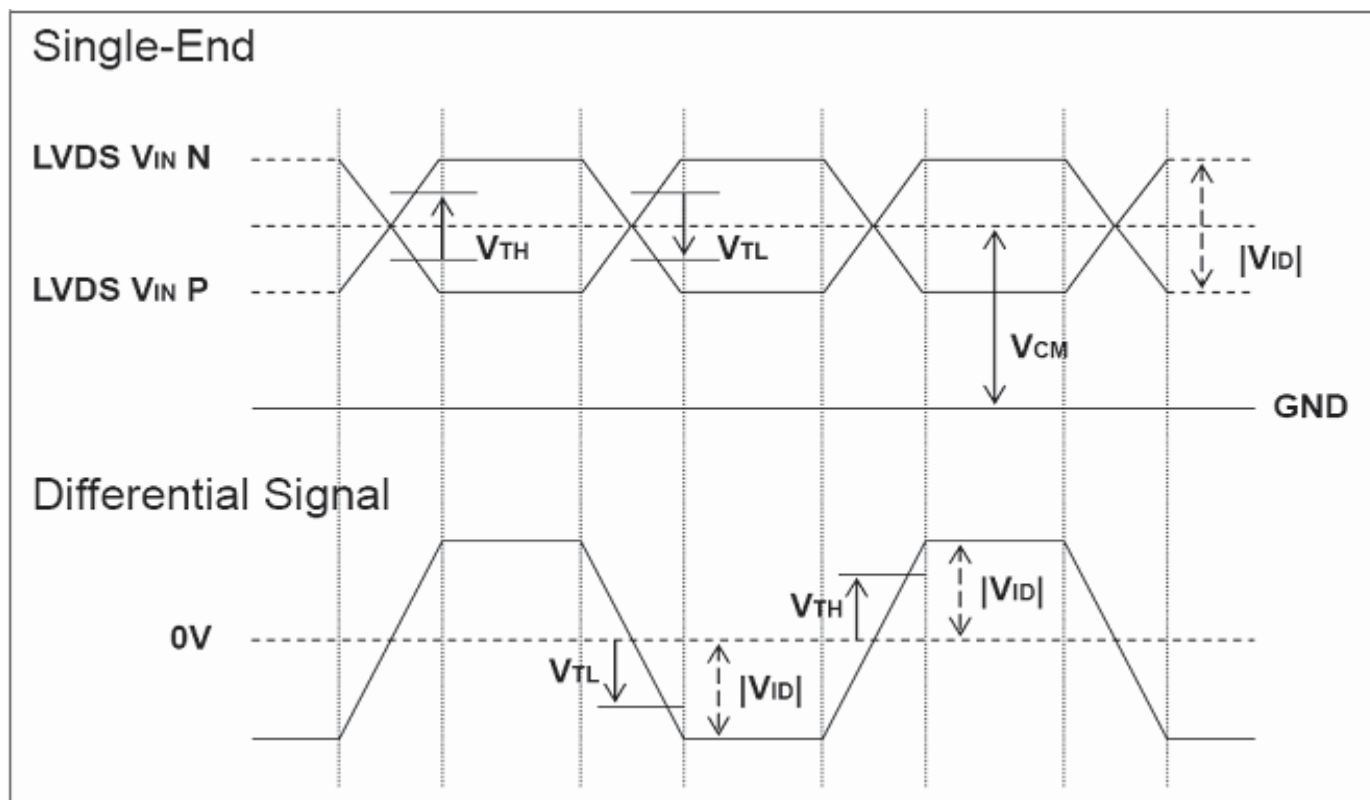 Single-End
LVDS VIN N
VTH
VTL
|VID|
LVDS VIN P
VCM
GND
Differential Signal
|VID|
VTH
0V
VTL
|VID|